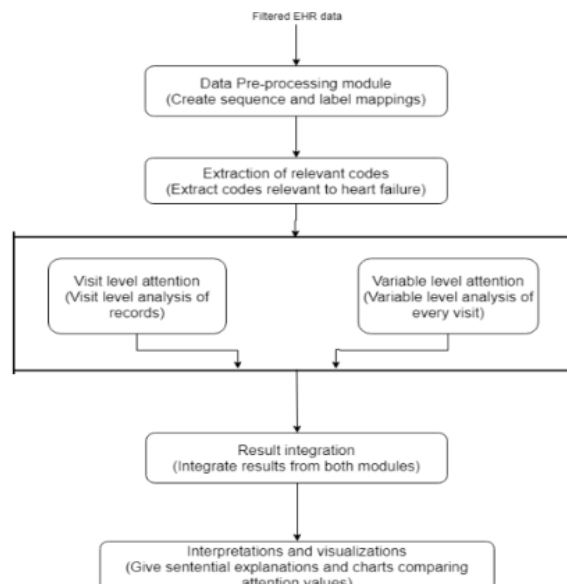 Filtered EHR data
Data Pre-processing module
(Create sequence and label mappings)
Extraction of relevant codes
(Extract codes relevant to heart failure)
Visit level attention
(Visit level analysis of
records)
Variable level attention
(Variable level analysis of
every visit)
Result integration
(Integrate results from both modules)
Interpretations and visualizations
(Give sentential explanations and charts comparing
attention values)